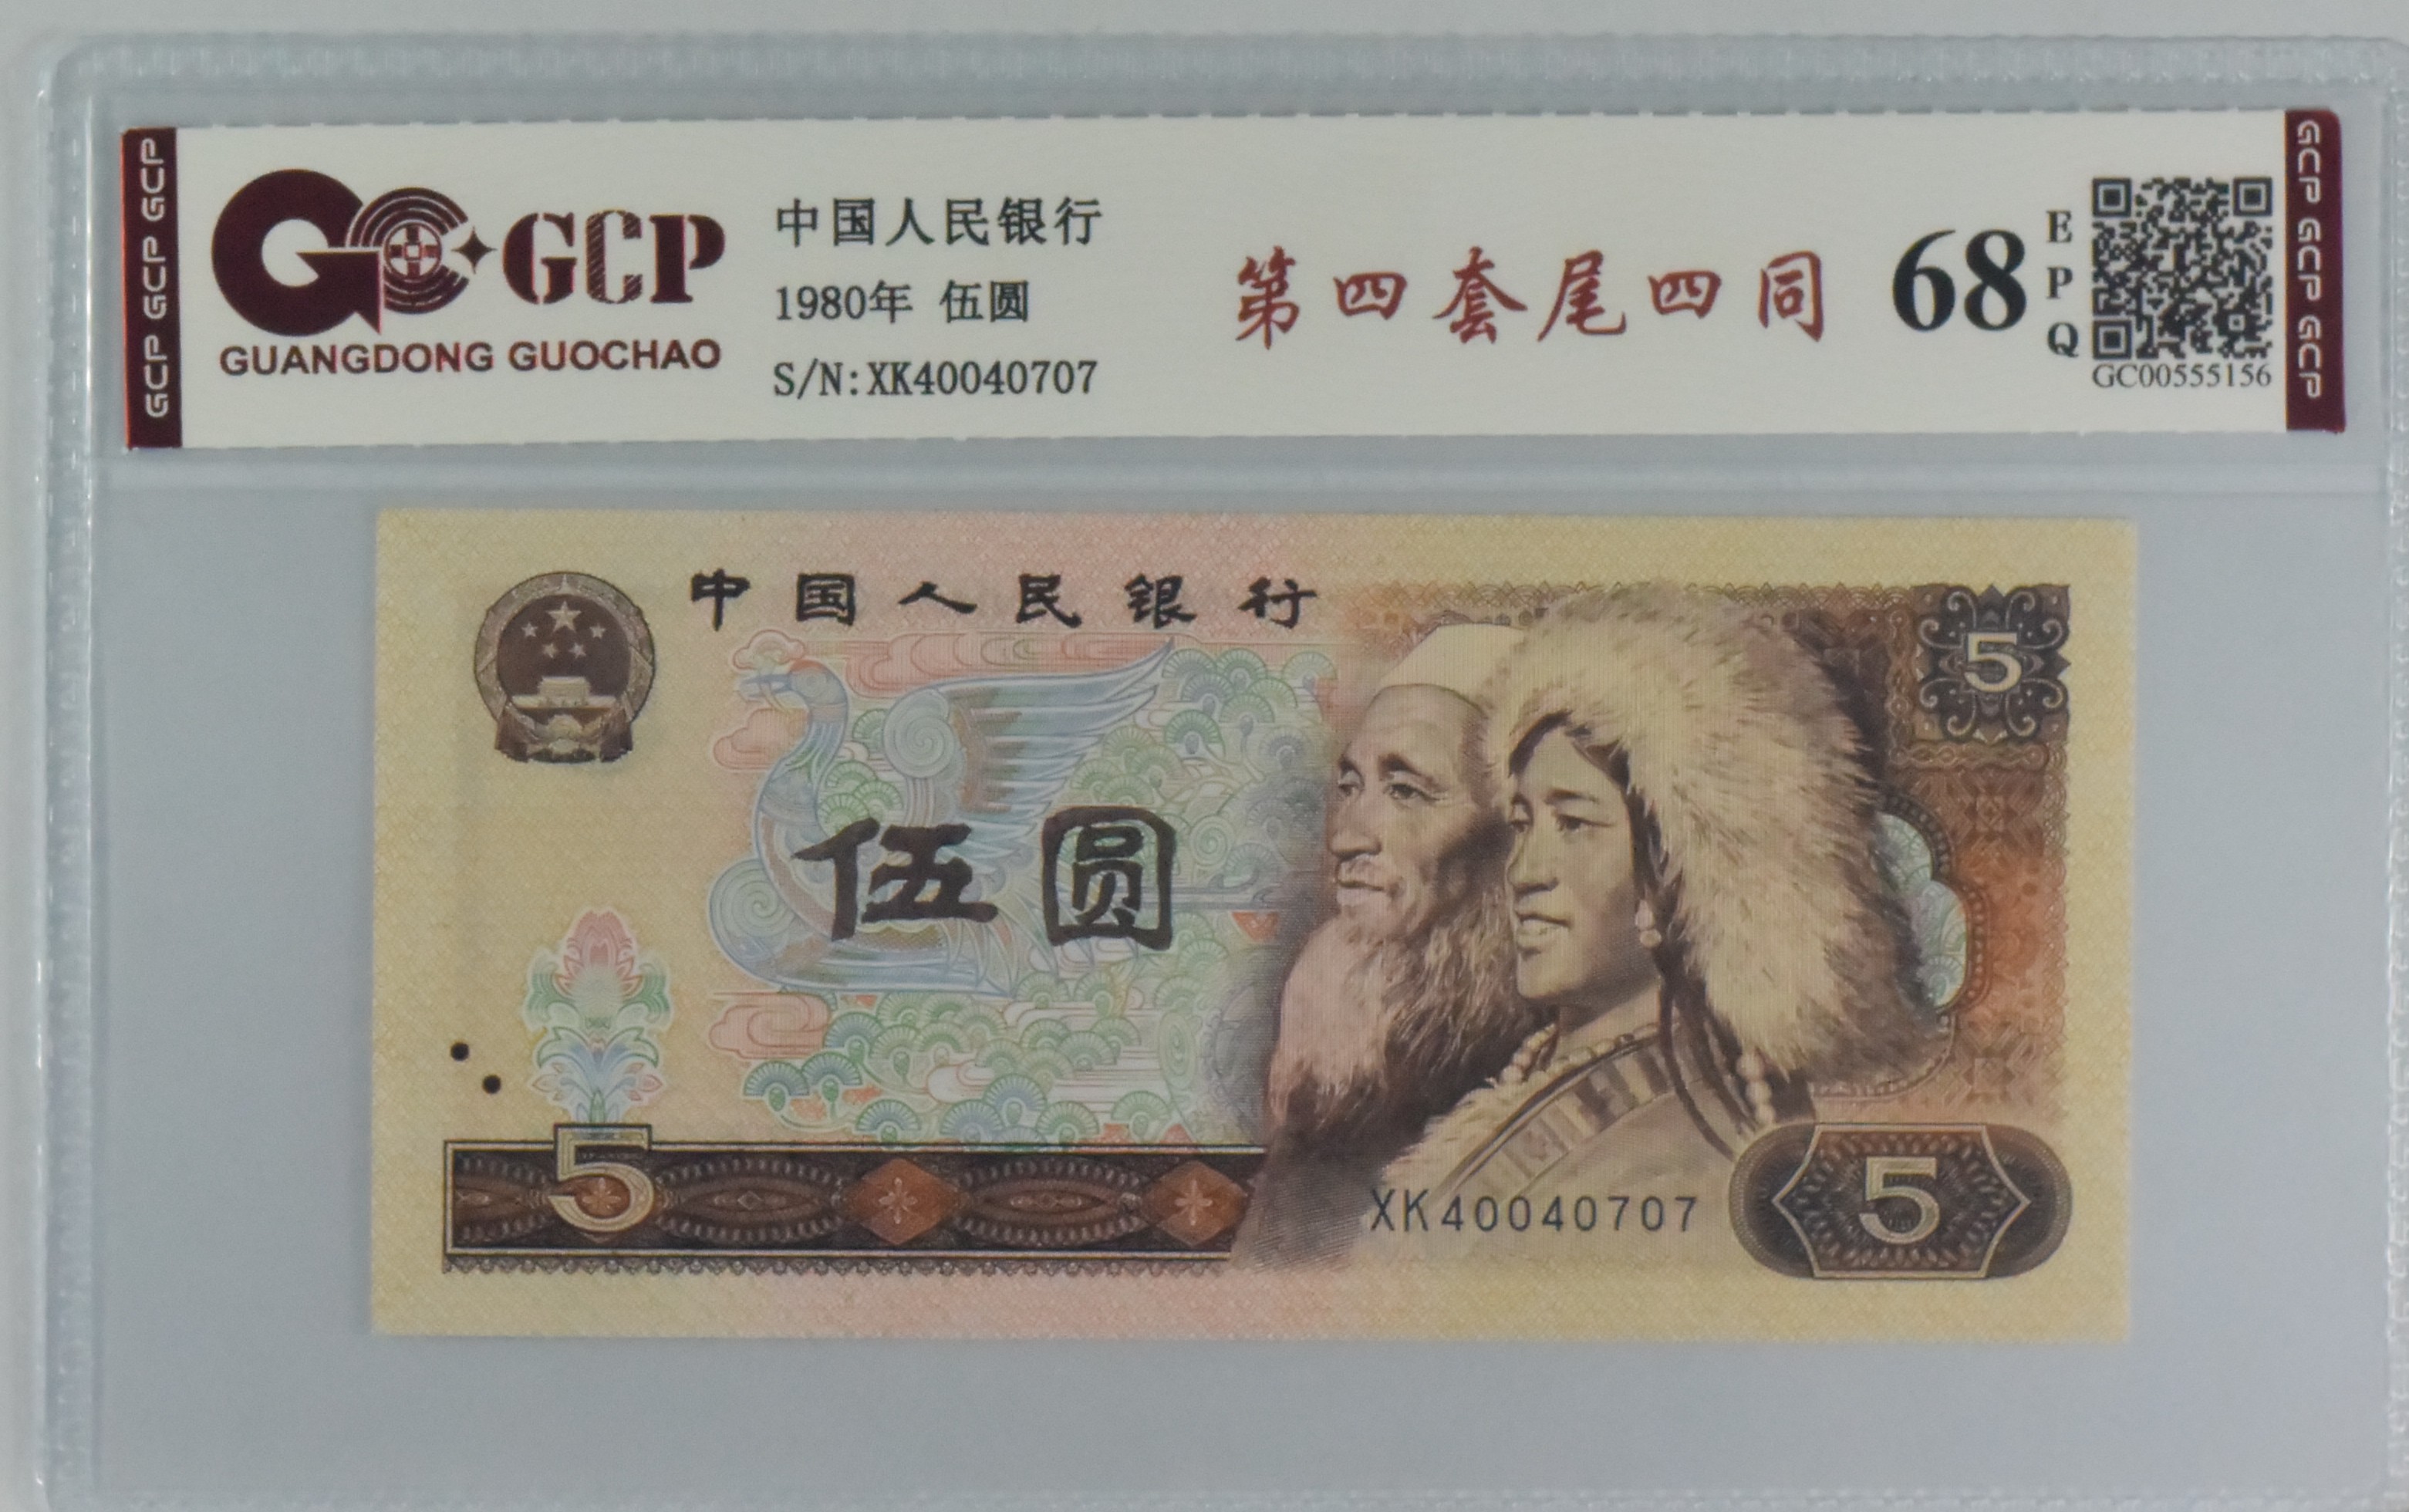 GCP GCP GCP
GCP
GUANGDONG GUOCHAO
中国人民银行
1980年 伍圆
S/N:XK40040707
第四套尾四同
68
EPQ
GC00555156
GCP GCP GCP
中国人民银行
5
伍圆
5
XK40040707
5